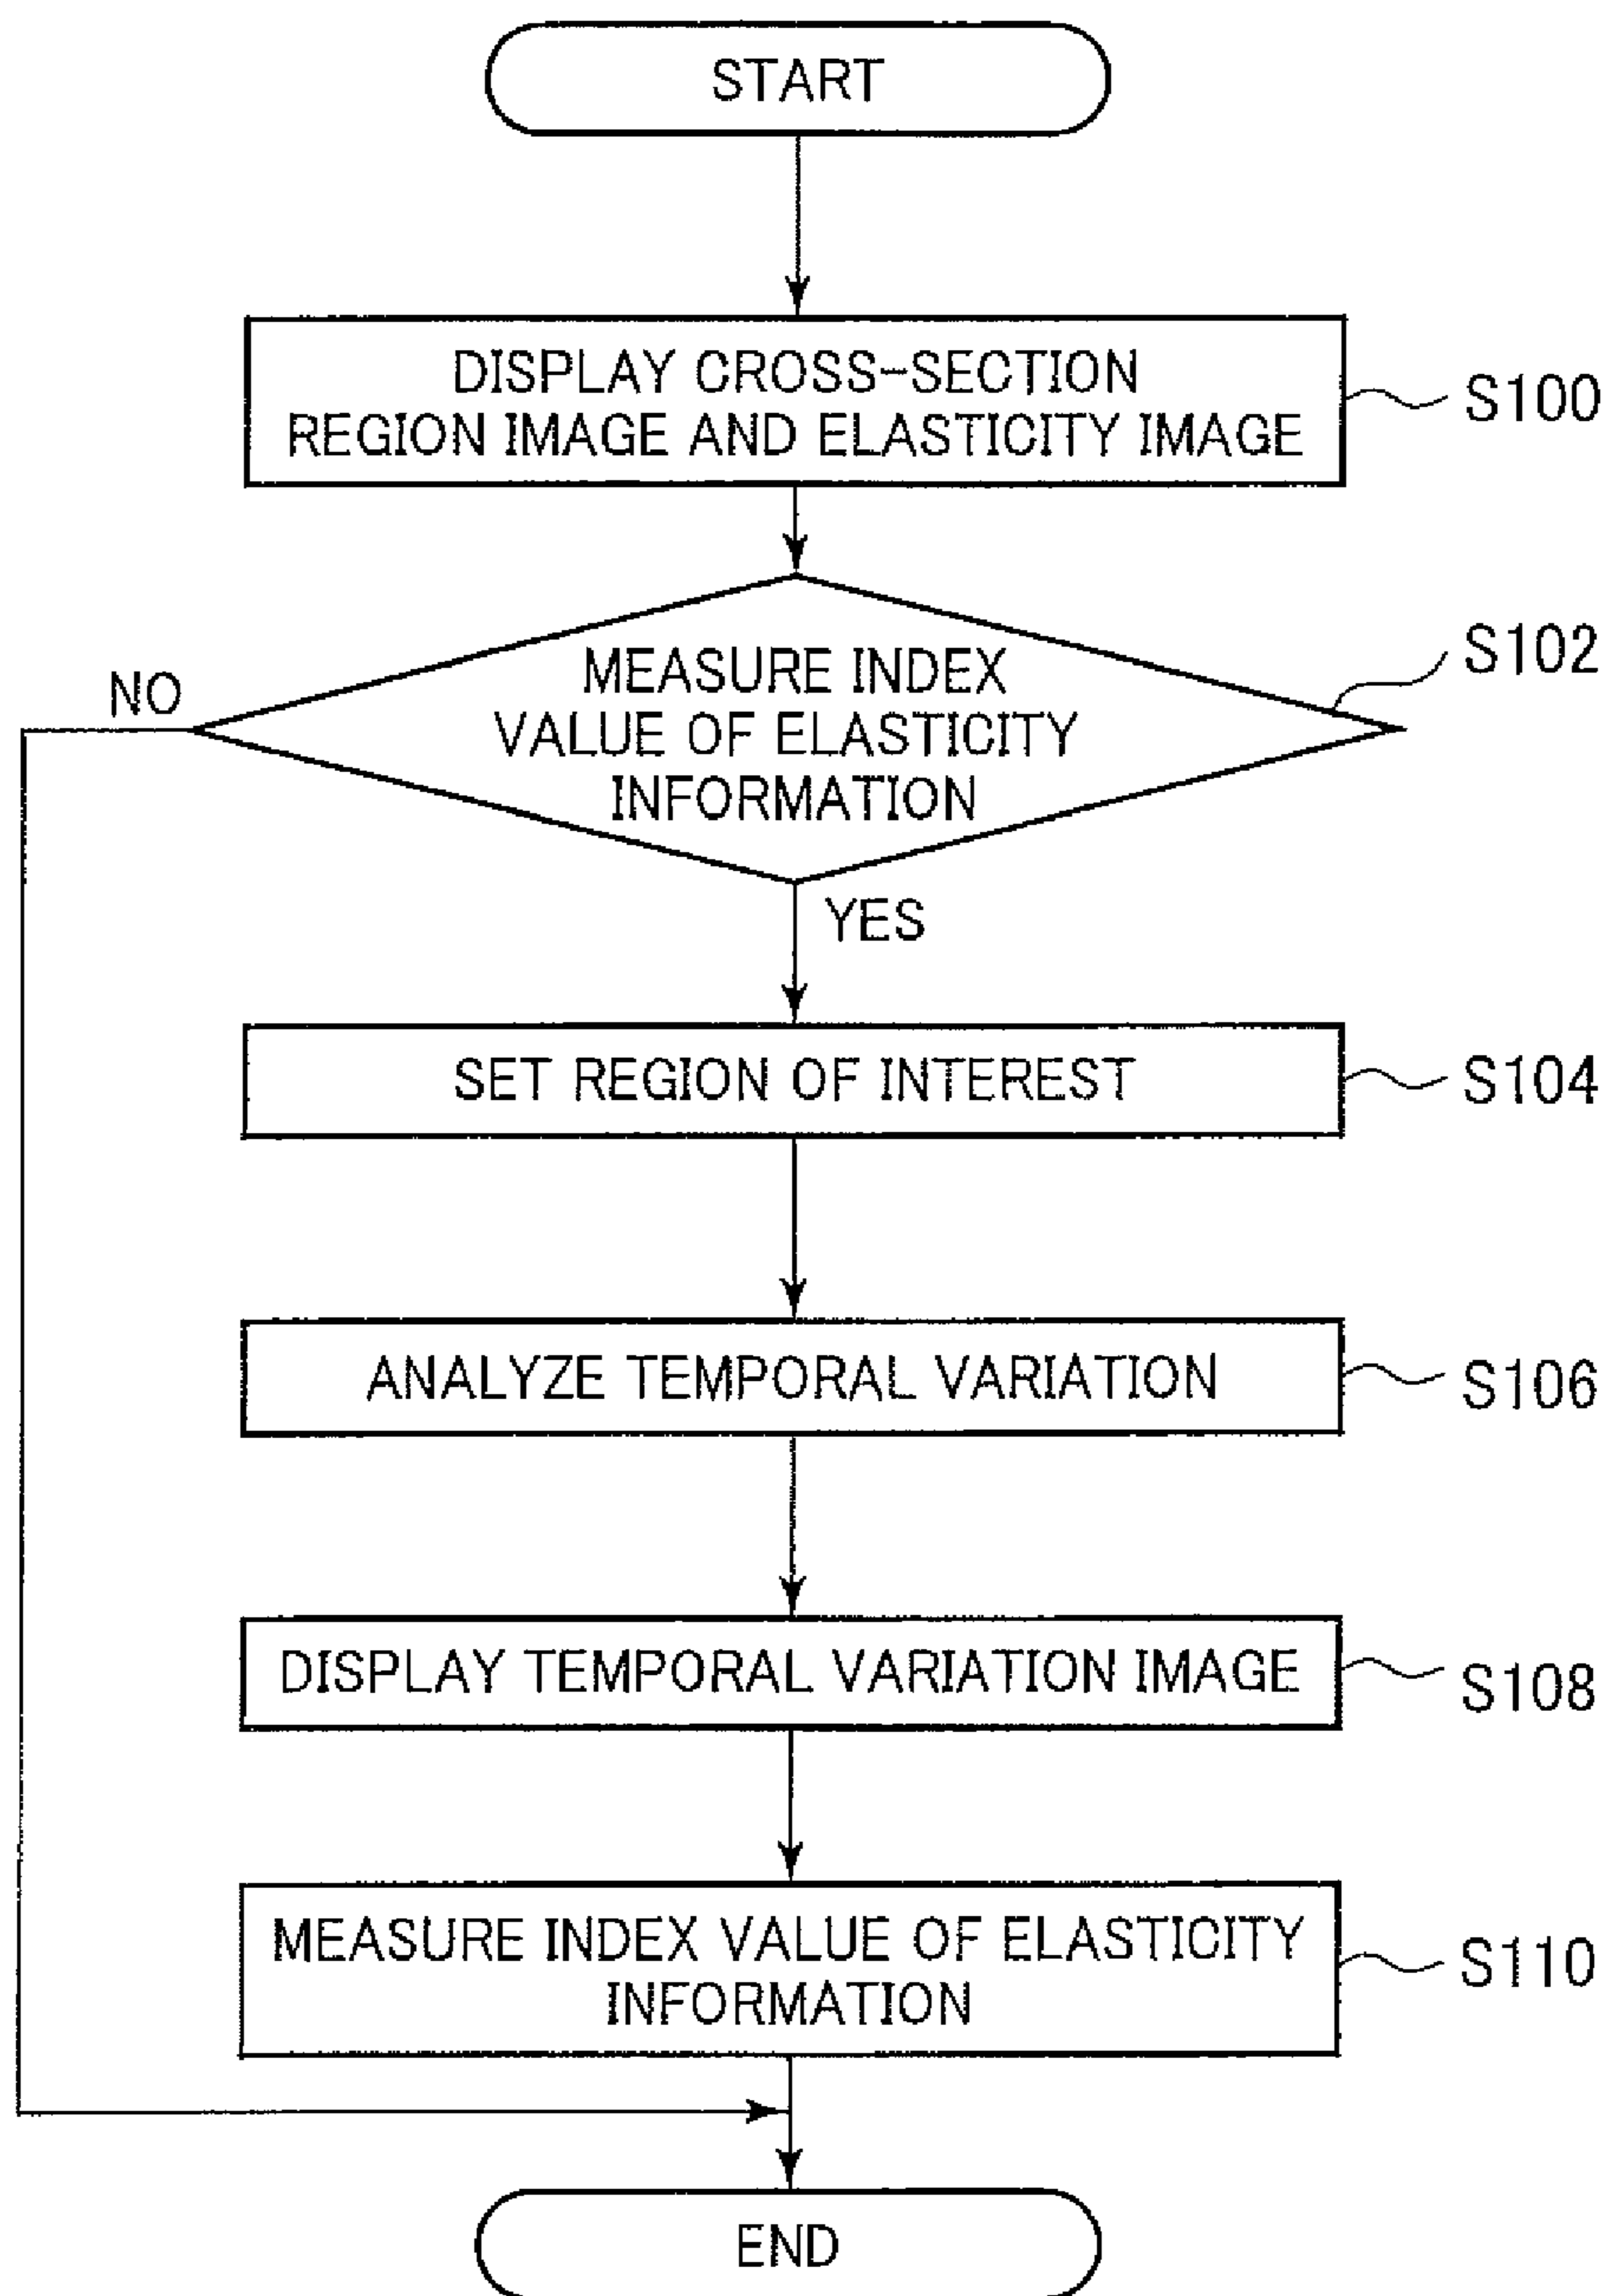 START
DISPLAY CROSS-SECTION
REGION IMAGE AND ELASTICITY IMAGE
S100
MEASURE INDEX
VALUE OF ELASTICITY
INFORMATION
S102
NO
YES
SET REGION OF INTEREST
S104
ANALYZE TEMPORAL VARIATION
S106
DISPLAY TEMPORAL VARIATION IMAGE
S108
MEASURE INDEX VALUE OF ELASTICITY
INFORMATION
S110
END